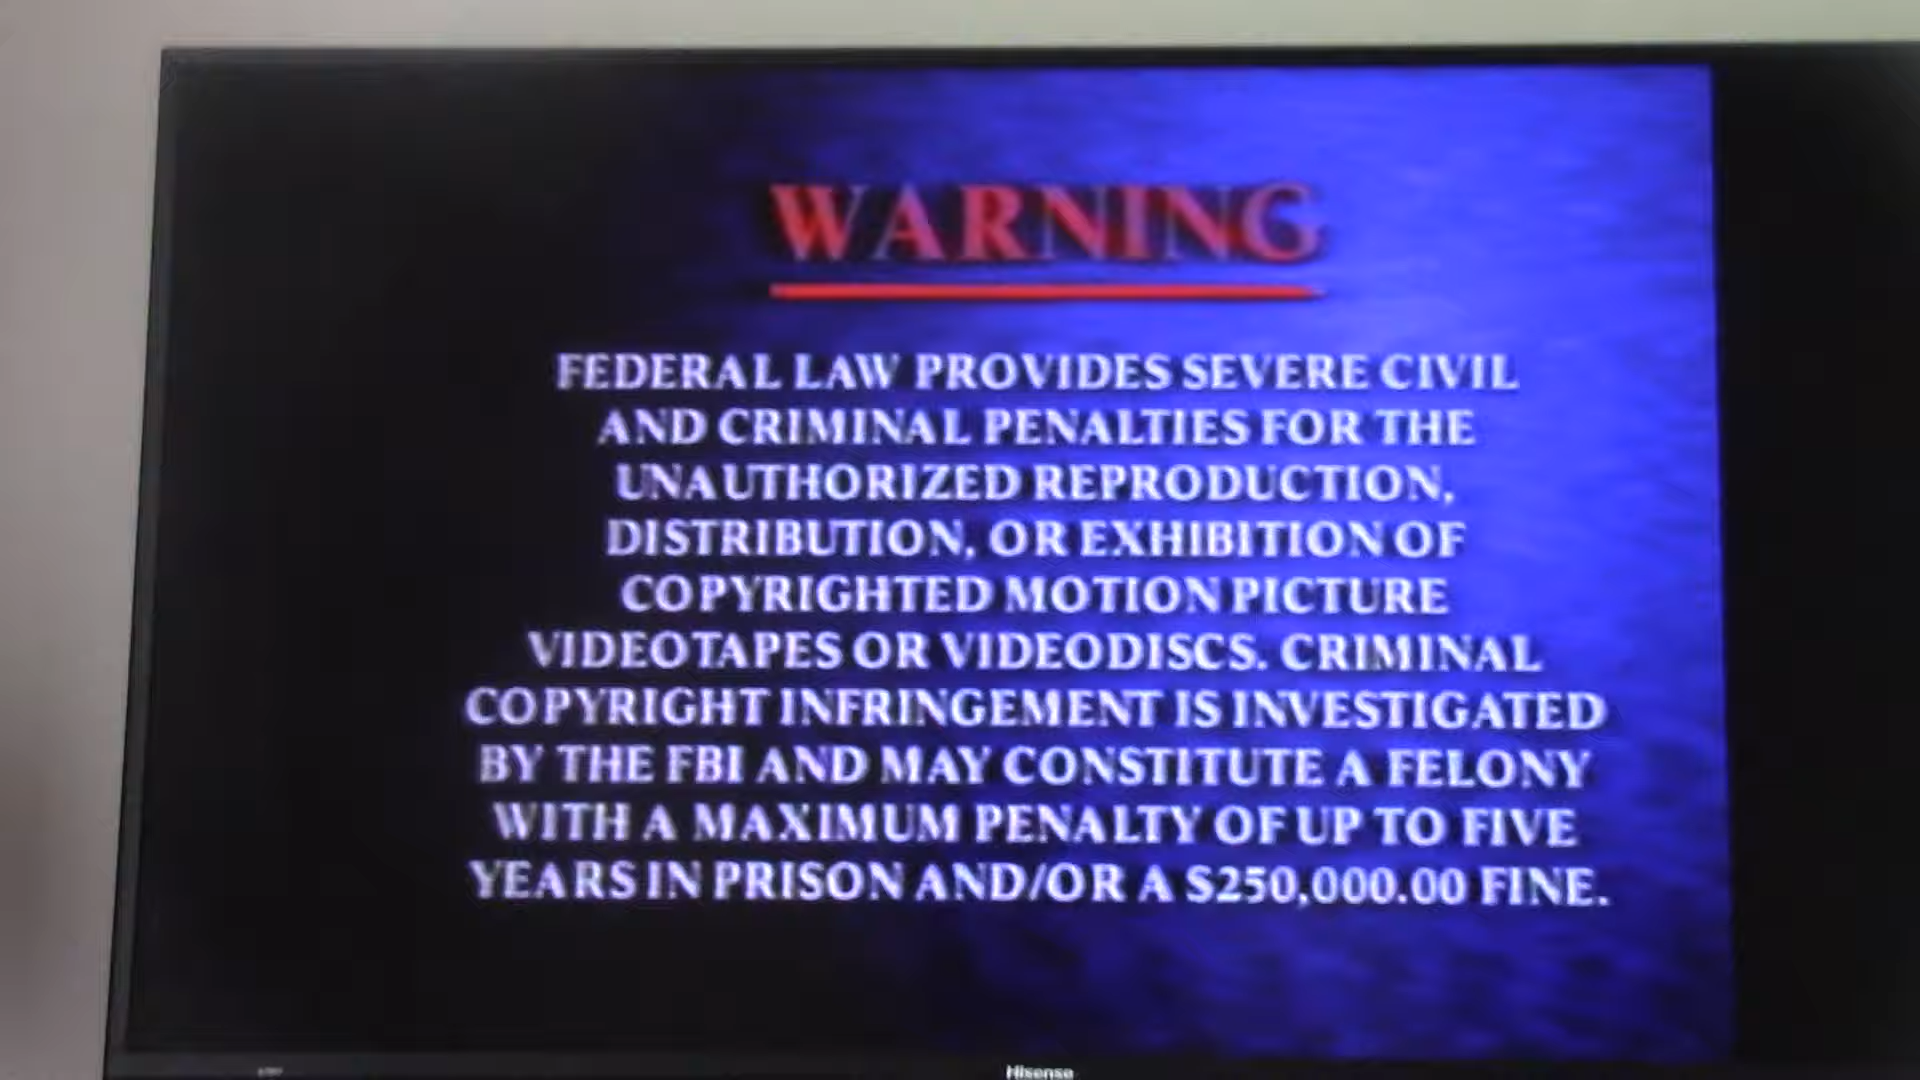 WARNING
FEDERAL LAW PROVIDES SEVERE CIVIL
AND CRIMINAL PENALTIES FOR THE
UNAUTHORIZED REPRODUCTION,
DISTRIBUTION, OR EXHIBITION OF
COPYRIGHTED MOTION PICTURE
VIDEOTAPES OR VIDEODISCS. CRIMINAL
COPYRIGHT INFRINGEMENT IS INVESTIGATED
BY THE FBI AND MAY CONSTITUTE A FELONY
WITH A MAXIMUM PENALTY OF UP TO FIVE
YEARS IN PRISON AND/OR A $250,000.00 FINE.
Hisense